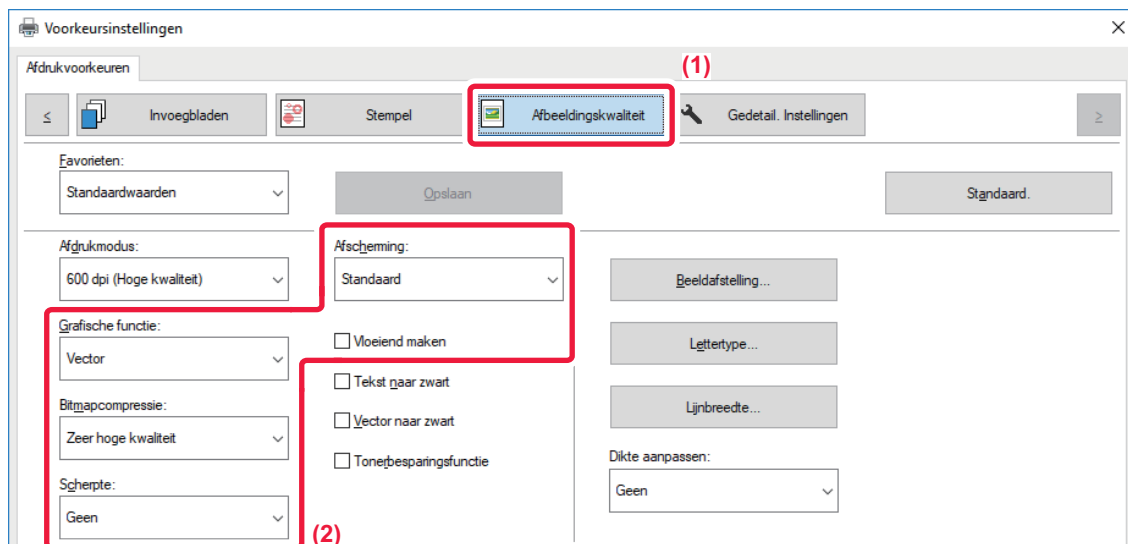 Voorkeursinstellingen
Afdrukvoorkeuren
(1)
< Invoegbladen Stempel Afbeeldingskwaliteit Gedetail. Instellingen >
Favorieten:
Standaardwaarden Opslaan Standaard.
Afdrukmodus: Afscherming:
600 dpi (Hoge kwaliteit) Standaard Beeldafstelling...
Grafische functie:
Vloeiend maken Lettertype...
Vector
Tekst naar zwart
Bitmapcompressie: Lijnbreedte...
Vector naar zwart
Zeer hoge kwaliteit
Tonerbesparingsfunctie Dikte aanpassen:
Scherpte:
Geen
Geen
(2)